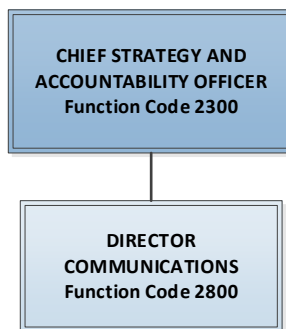 CHIEF STRATEGY AND
ACCOUNTABILITY OFFICER
Function Code 2300
DIRECTOR
COMMUNICATIONS
Function Code 2800